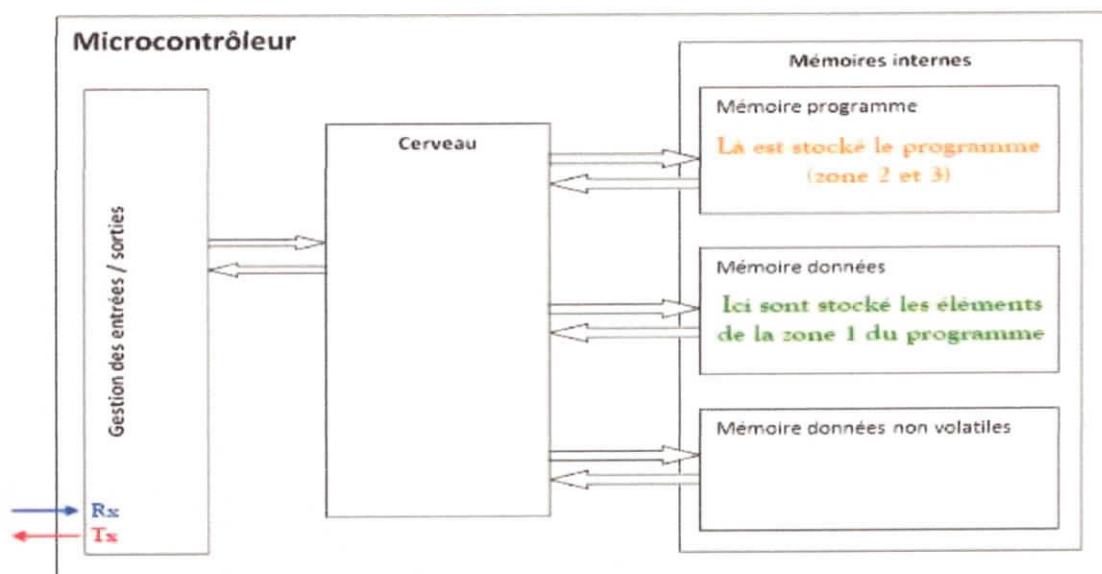 Microcontrôleur
Gestion des entrées / sorties
Rx
Tx
Cerveau
Mémoires internes
Mémoire programme
Là est stocké le programme
(zone 2 et 3)
Mémoire données
Ici sont stocké les éléments
de la zone 1 du programme
Mémoire données non volatiles